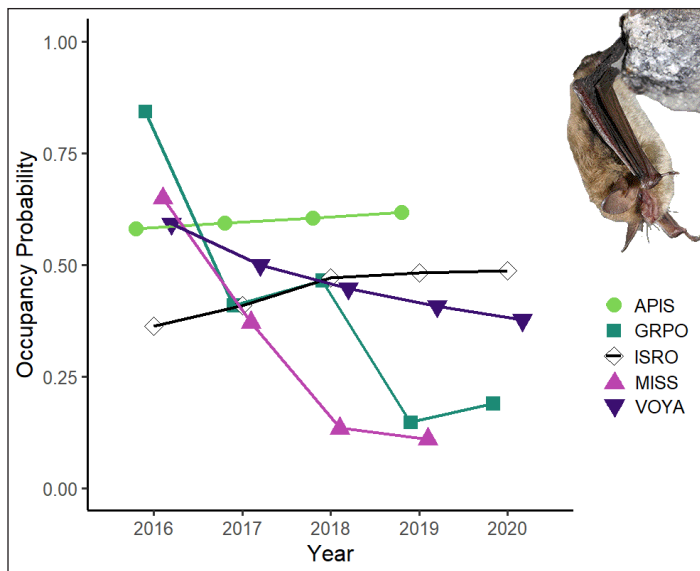 1.00
0.75
0.50
0.25
0.00
Occupancy Probability
2016 2017 2018 2019 2020
Year
APIS
GRPO
ISRO
MISS
VOYA